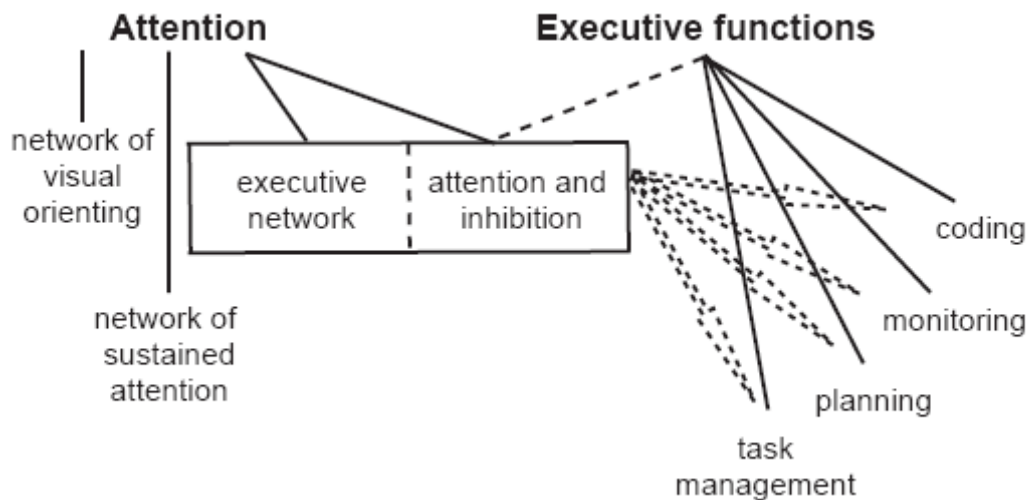 Attention
Executive functions
network of
visual
orienting
executive
network
attention and
inhibition
coding
network of
sustained
attention
monitoring
planning
task
management